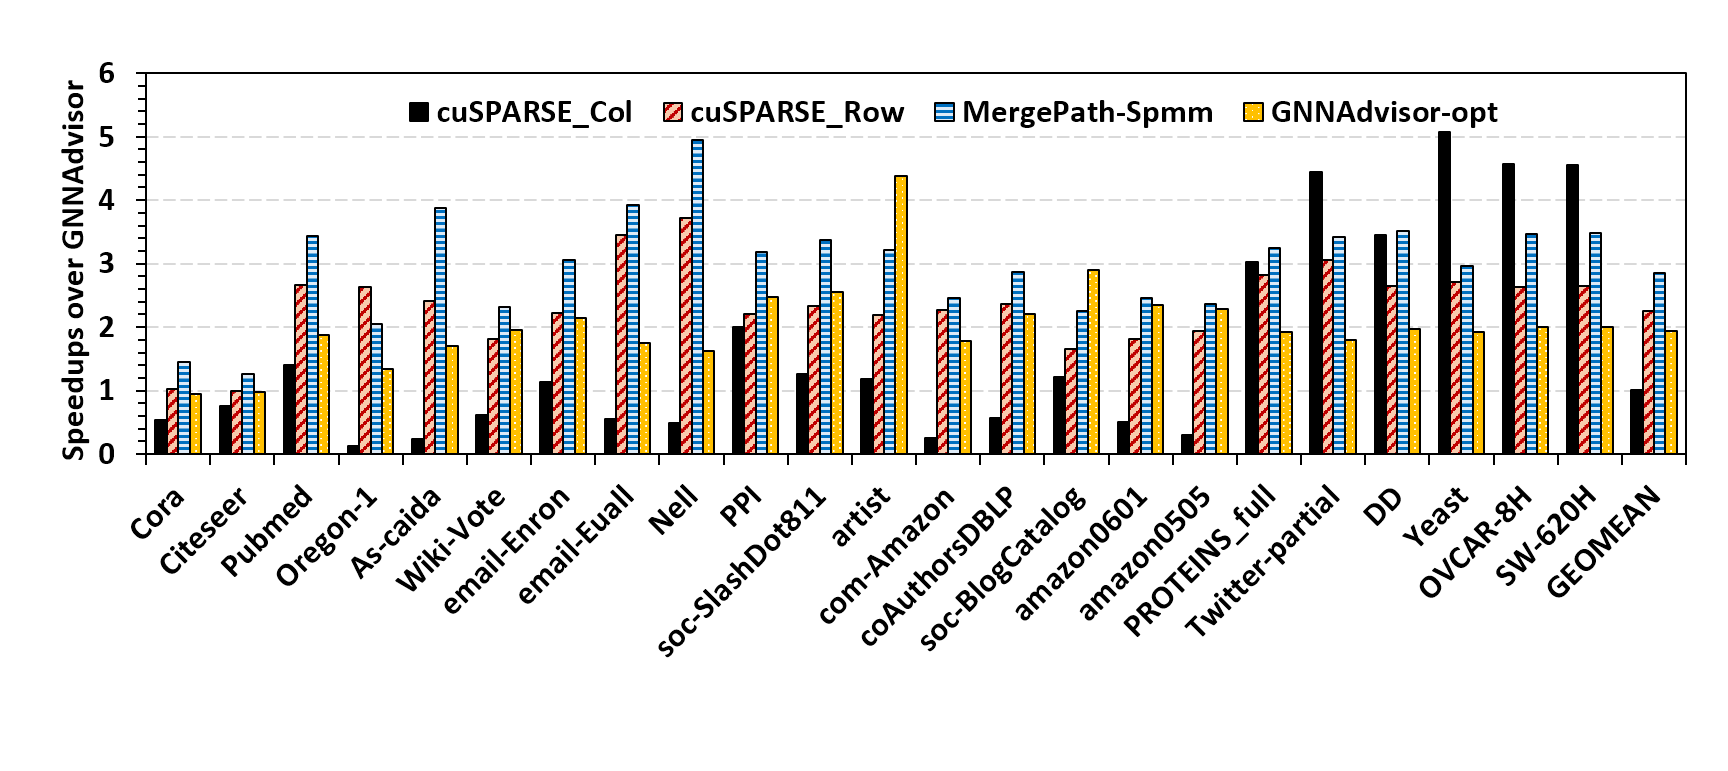 Speedups over GNNAdvisor
6
5
4
3
2
1
0
cuSPARSE_Col cuSPARSE_Row MergePath-Spmm GNNAdvisor-opt
Cora
Citeseer
Pubmed
Oregon-1
As-caida
Wiki-Vote
email-Enron
email-Euall
Nell
PPI
soc-SlashDot811
artist
com-Amazon
coAuthorsDBLP
soc-BlogCatalog
amazon0601
amazon0505
PROTEINS_full
Twitter-partial
DD
Yeast
OVCAR-8H
SW-620H
GEOMEAN